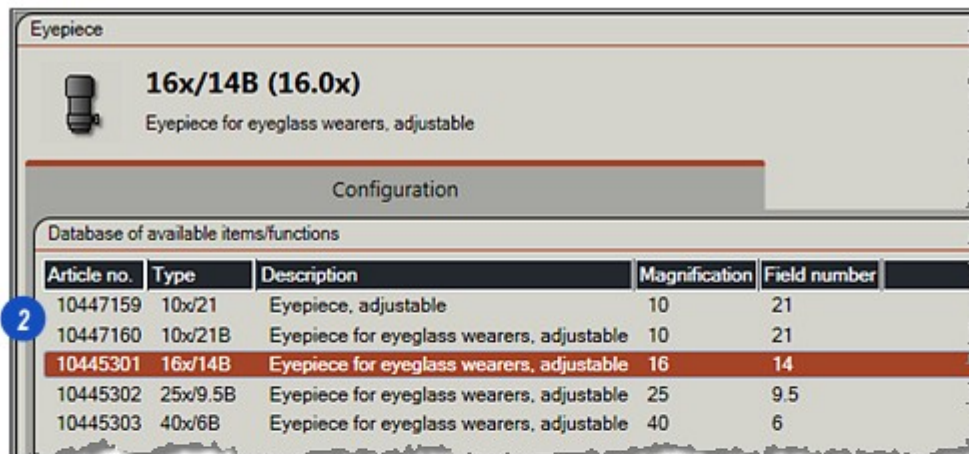 Eyepiece
16x/14B (16.0x)
Eyepiece for eyeglass wearers, adjustable
Configuration
Database of available items/functions
Article no. Type Description Magnification Field number
10447159 10x/21 Eyepiece, adjustable 10 21
2
10447160 10x/21B Eyepiece for eyeglass wearers, adjustable 10 21
10445301 16x/14B Eyepiece for eyeglass wearers, adjustable 16 14
10445302 25x/9.5B Eyepiece for eyeglass wearers, adjustable 25 9.5
10445303 40x/6B Eyepiece for eyeglass wearers, adjustable 40 6